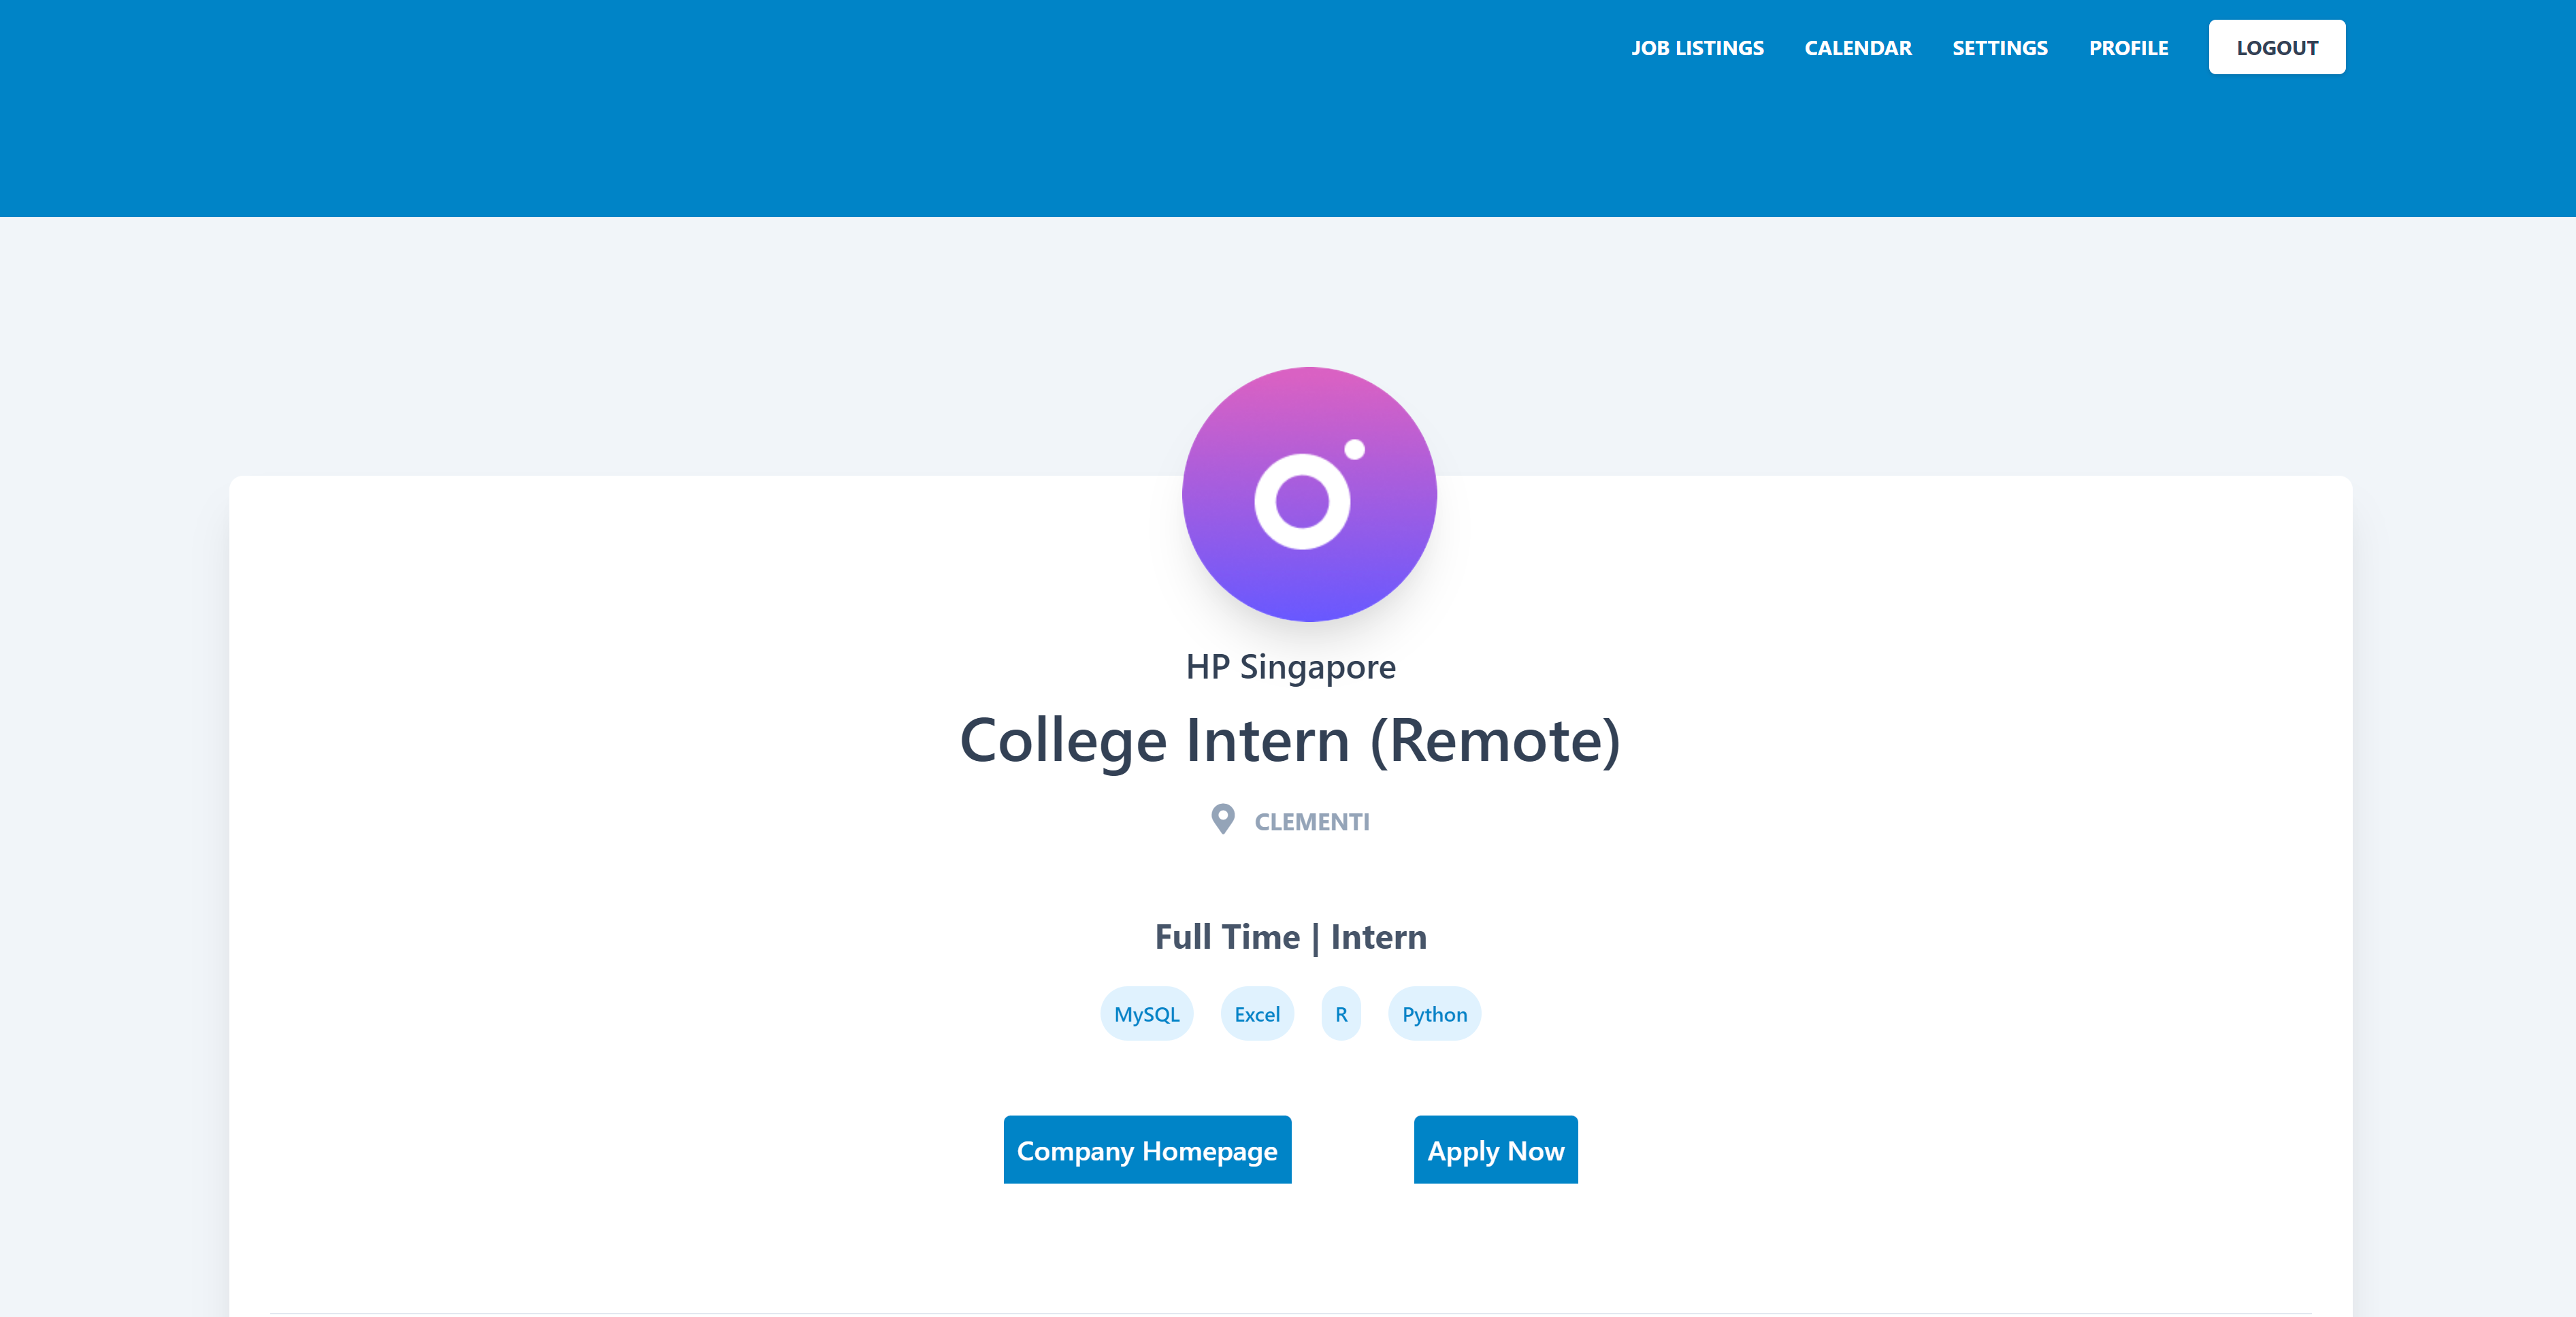 JOB LISTINGS CALENDAR SETTINGS PROFILE LOGOUT
HP Singapore
College Intern (Remote)
CLEMENTI
Full Time | Intern
MySQL Excel R Python
Company Homepage Apply Now